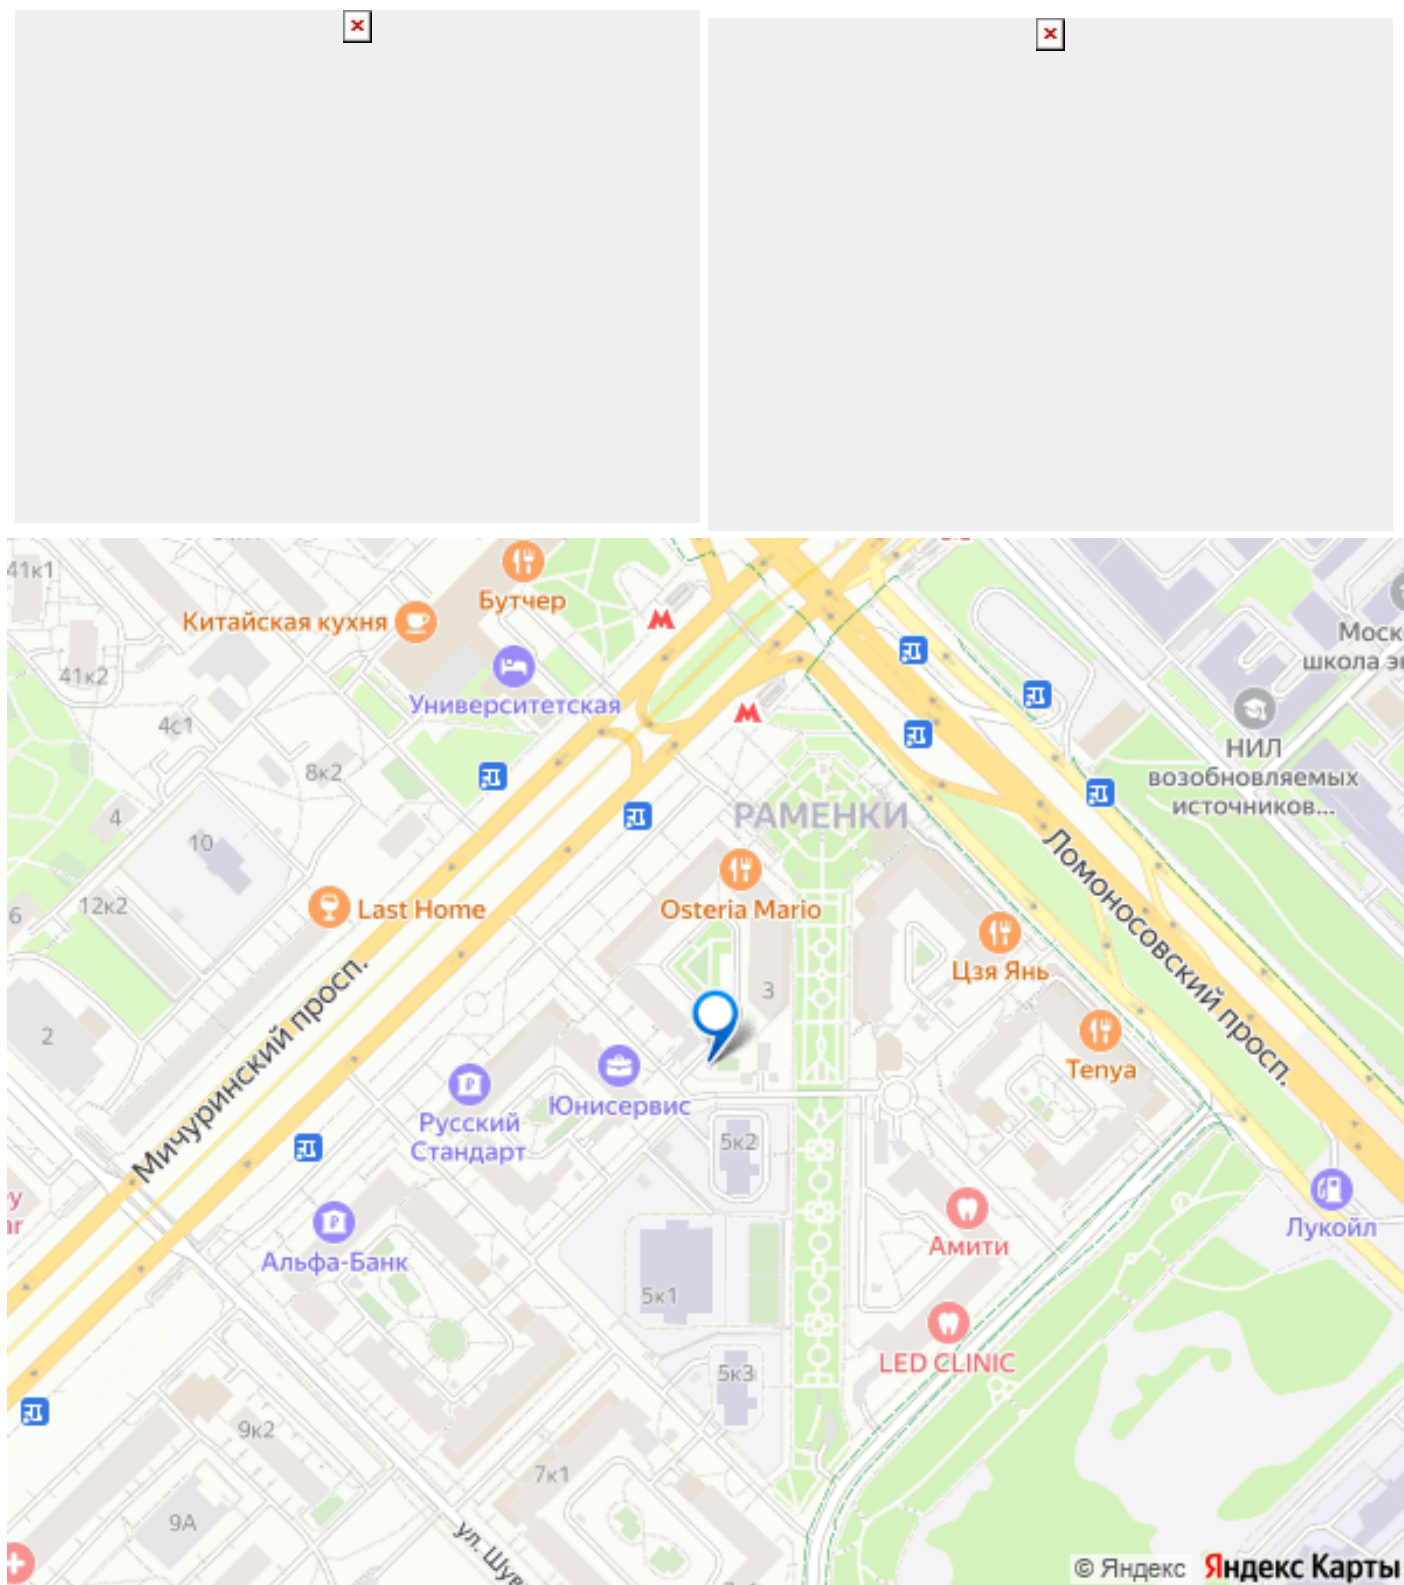 41к1
Бутчер
Китайская кухня
Моск
школа эн
41к2
Университетская
4с1
НИЛ
возобновляемых
источников...
8к2
РАМЕНКИ
4
10
Ломоносовский просп.
6
12к2
Last Home
Osteria Mario
Цзя Янь
3
2
Мичуринский просп.
Tenya
Юнисервис
Русский
Стандарт
5к2
Лукойл
Амити
Альфа-Банк
5к1
LED CLINIC
5к3
9к2
7к1
9А
ул. Шув
© Яндекс Яндекс Карты